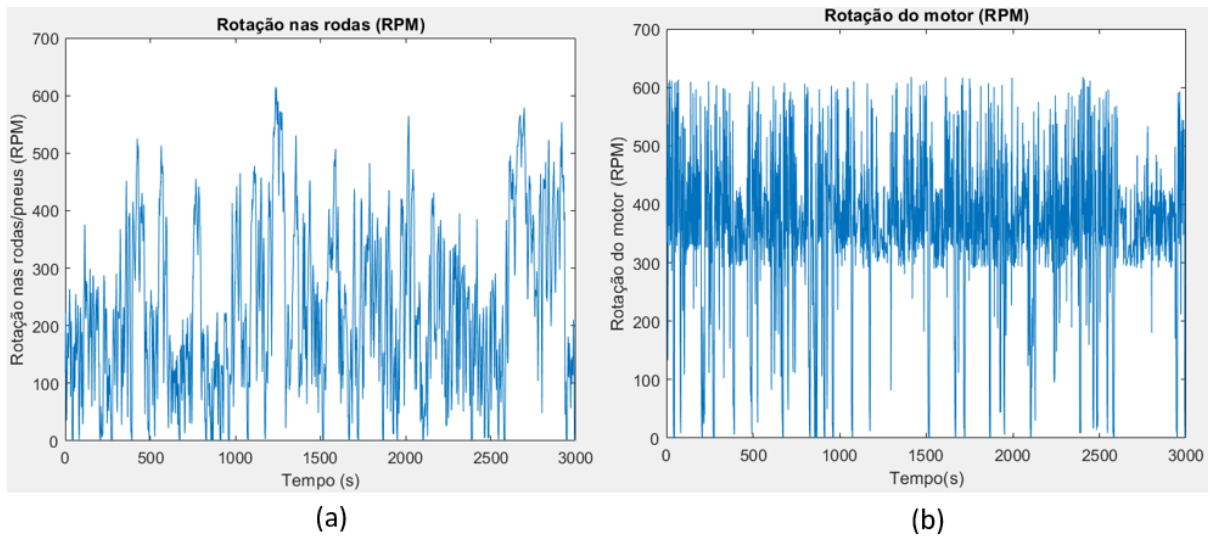 Rotação nas rodas (RPM)
Rotação nas rodas/pneus (RPM)
700
600
500
400
300
200
100
0
0 500 1000 1500 2000 2500 3000
Tempo (s)
(a)
Rotação do motor (RPM)
Rotação do motor (RPM)
700
600
500
400
300
200
100
0
0 500 1000 1500 2000 2500 3000
Tempo(s)
(b)